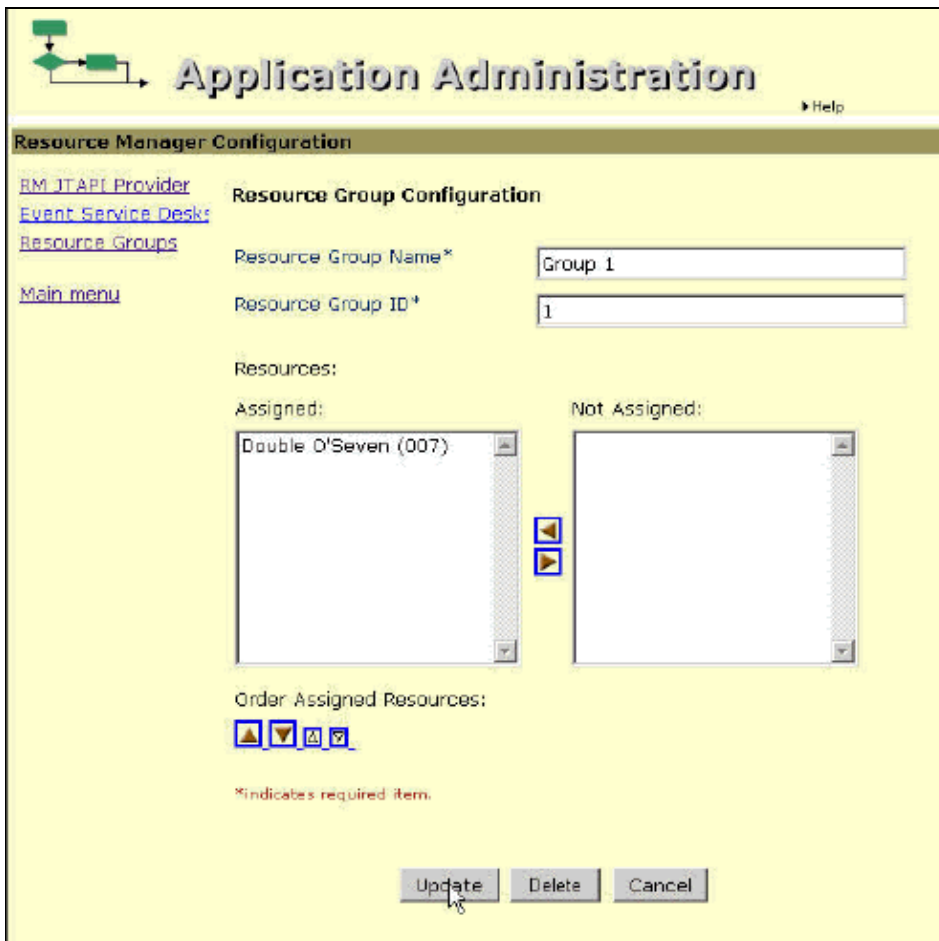 Application Administration
Help
Resource Manager Configuration
RM JTAPI Provider
Event Service Desks
Resource Groups
Main menu
Resource Group Configuration
Resource Group Name*
Group 1
Resource Group ID*
1
Resources:
Assigned:
Not Assigned:
Double O'Seven (007)
Order Assigned Resources:
*indicates required item.
Update Delete Cancel